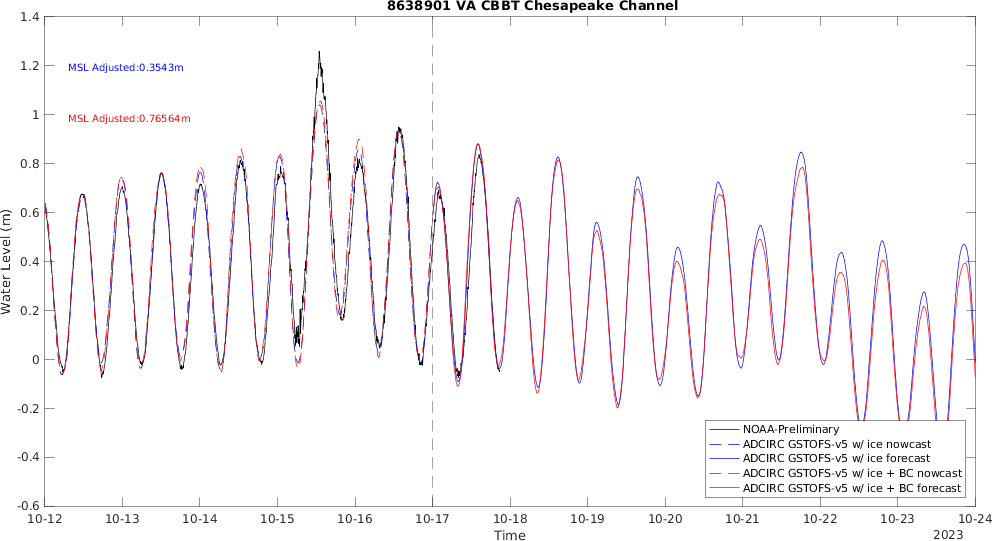 8638901 VA CBBT Chesapeake Channel
1.4
1.2
1
0.8
0.6
0.4
0.2
0
-0.2
-0.4
-0.6
Water Level (m)
MSL Adjusted:0.3543m
MSL Adjusted:0.76564m
NOAA-Preliminary
ADCIRC GSTOFS-v5 w/ ice nowcast
ADCIRC GSTOFS-v5 w/ ice forecast
ADCIRC GSTOFS-v5 w/ ice + BC nowcast
ADCIRC GSTOFS-v5 w/ ice + BC forecast
10-12 10-13 10-14 10-15 10-16 10-17 10-18 10-19 10-20 10-21 10-22 10-23 10-24
Time
2023